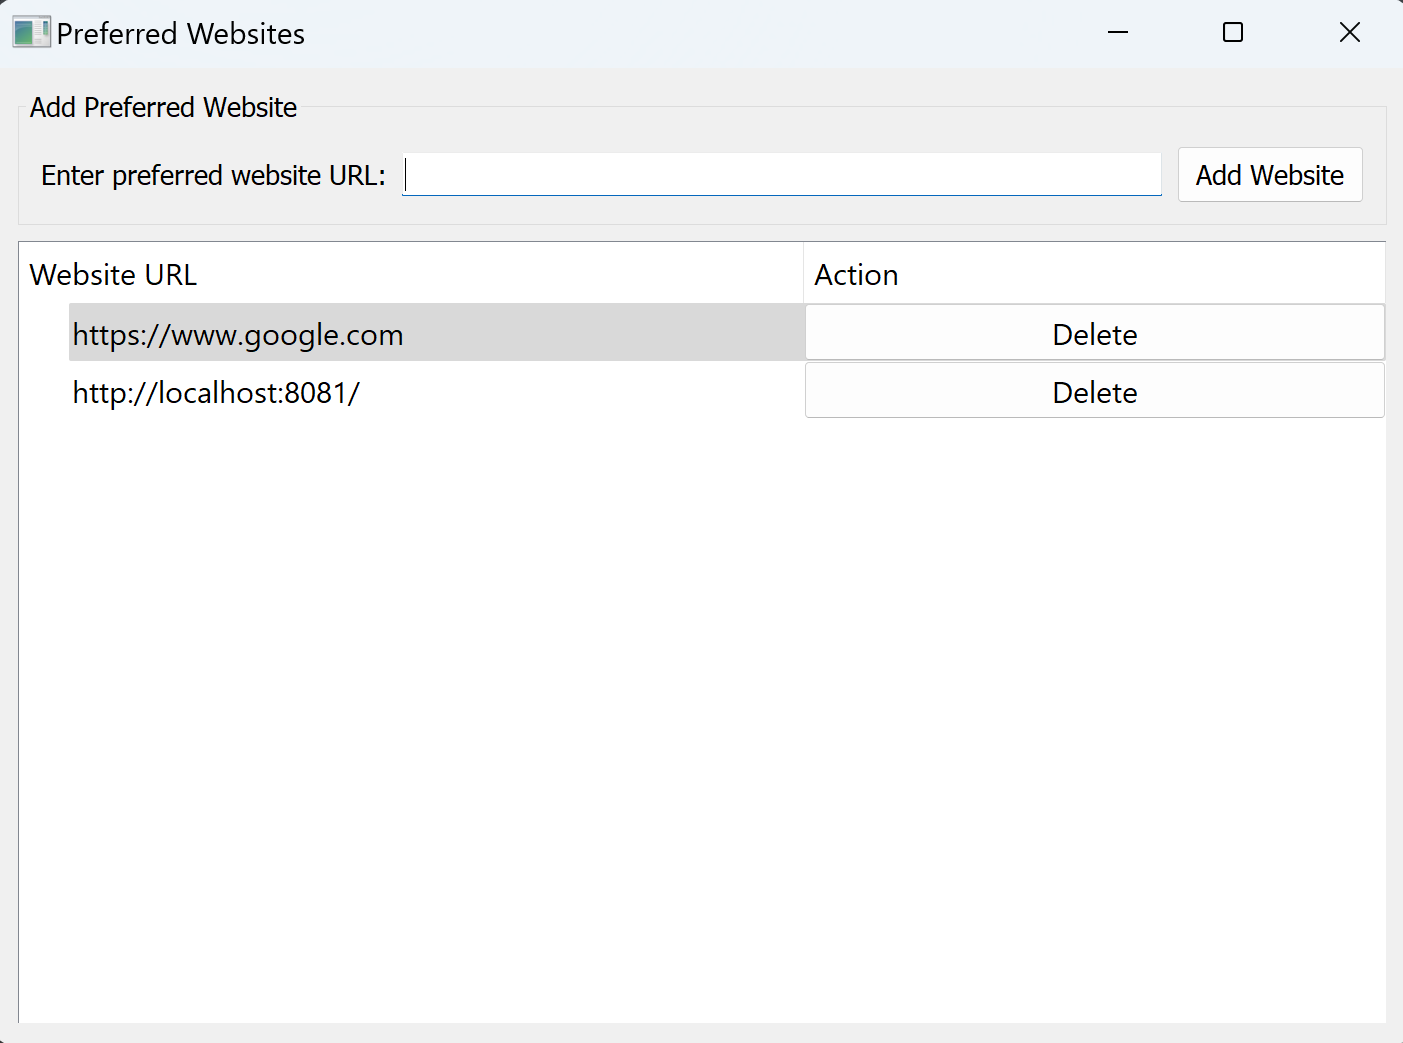 Preferred Websites
Add Preferred Website
Enter preferred website URL: Add Website
Website URL Action
https://www.google.com Delete
http://localhost:8081/ Delete